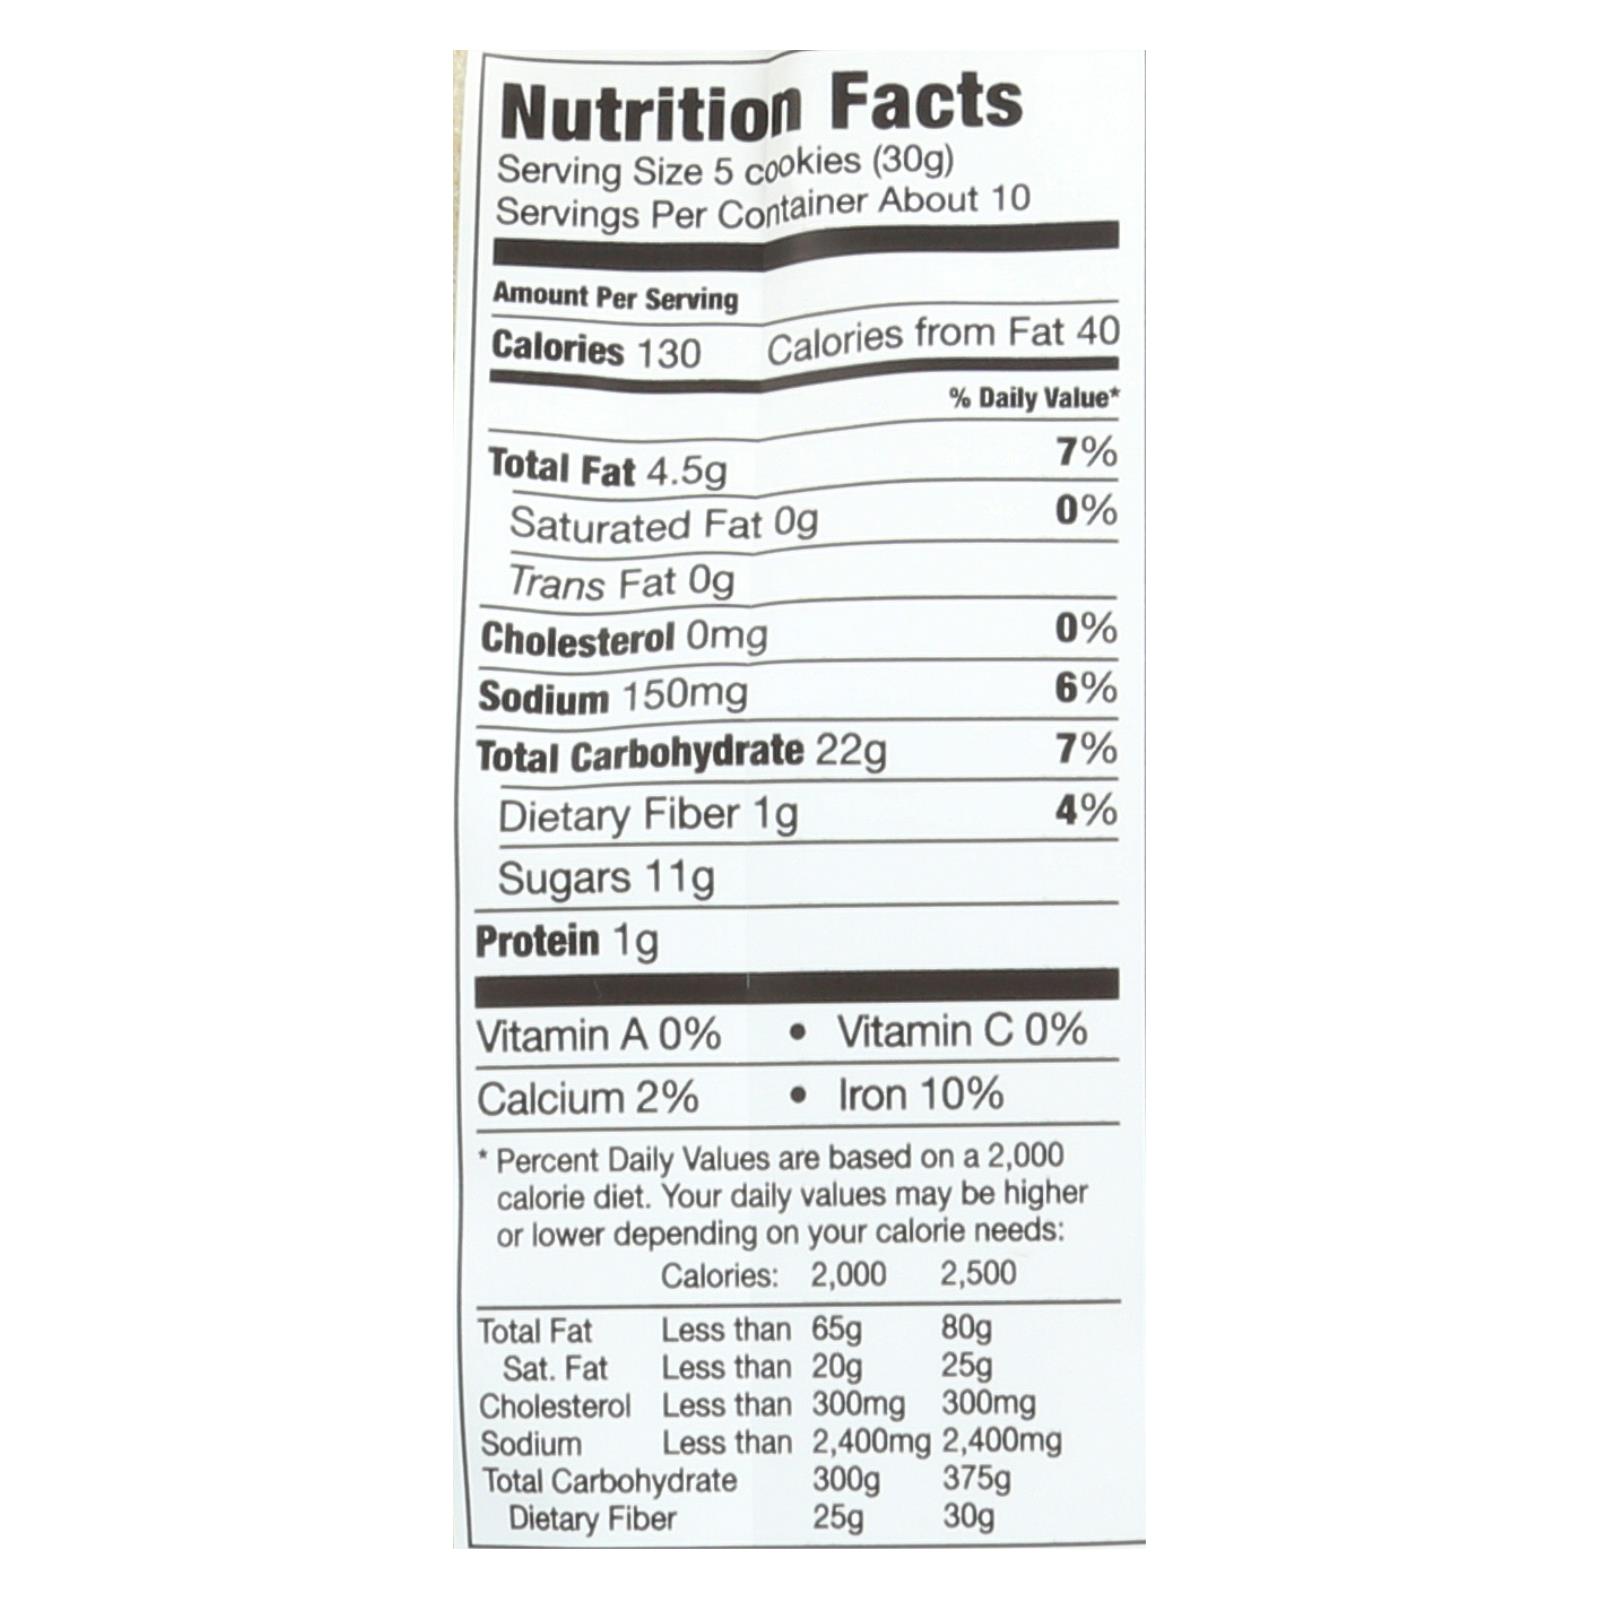 Nutrition Facts
Serving Size 5 cookies (30g)
Servings Per Container About 10
Amount Per Serving
Calories 130 Calories from Fat 40
% Daily Value*
Total Fat 4.5g 7%
Saturated Fat 0g 0%
Trans Fat 0g
Cholesterol 0mg 0%
Sodium 150mg 6%
Total Carbohydrate 22g 7%
Dietary Fiber 1g 4%
Sugars 11g
Protein 1g
Vitamin A 0% • Vitamin C 0%
Calcium 2% • Iron 10%
* Percent Daily Values are based on a 2,000
calorie diet. Your daily values may be higher
or lower depending on your calorie needs:
Calories: 2,000 2,500
Total Fat Less than 65g 80g
Sat. Fat Less than 20g 25g
Cholesterol Less than 300mg 300mg
Sodium Less than 2,400mg 2,400mg
Total Carbohydrate 300g 375g
Dietary Fiber 25g 30g